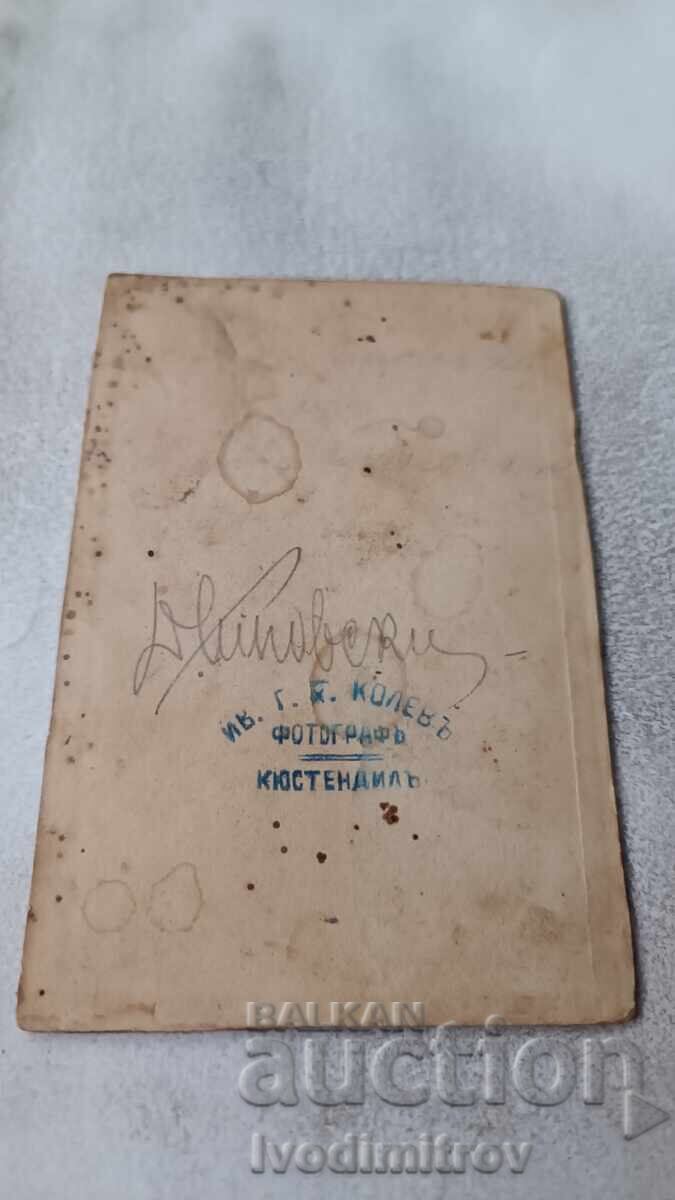 ИВ. Г. К. КОЛЕВЪ
ФОТОГРАФЪ
КЮСТЕНДИЛЪ
BALKAN
auction
Ivodimitrov